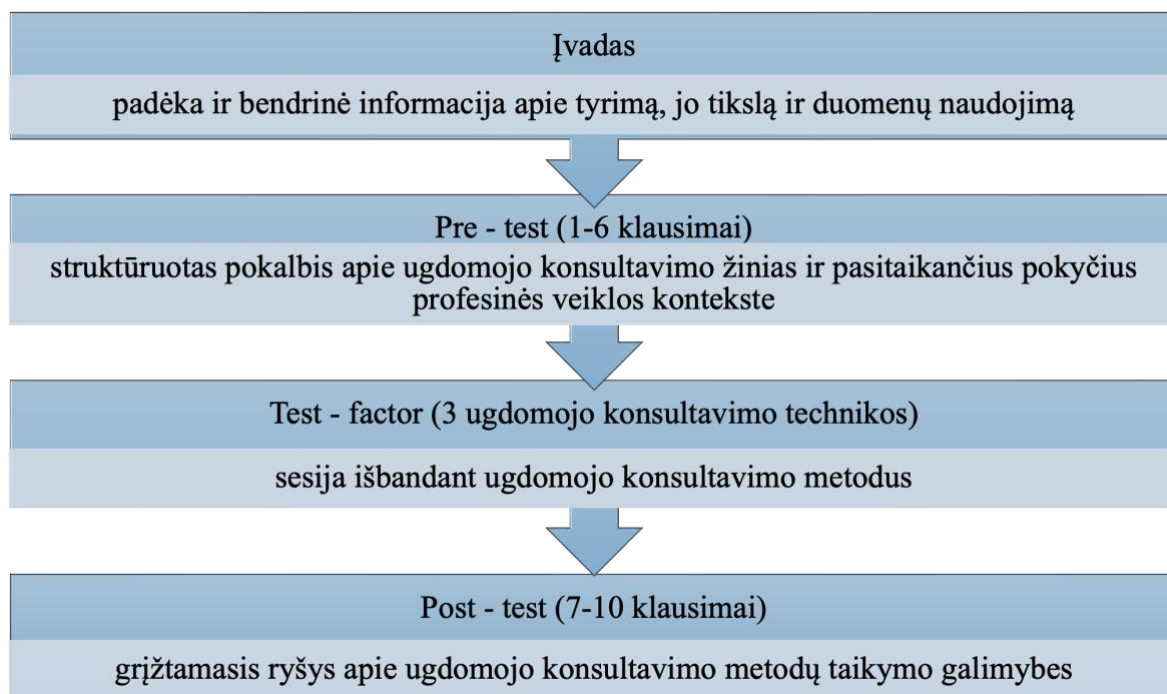 Įvadas
padėka ir bendrinė informacija apie tyrimą, jo tikslą ir duomenų naudojimą
Pre - test (1-6 klausimai)
struktūruotas pokalbis apie ugdomojo konsultavimo žinias ir pasitaikančius pokyčius
profesinės veiklos kontekste
Test - factor (3 ugdomojo konsultavimo technikos)
sesija išbandant ugdomojo konsultavimo metodus
Post - test (7-10 klausimai)
grįžtamasis ryšys apie ugdomojo konsultavimo metodų taikymo galimybes